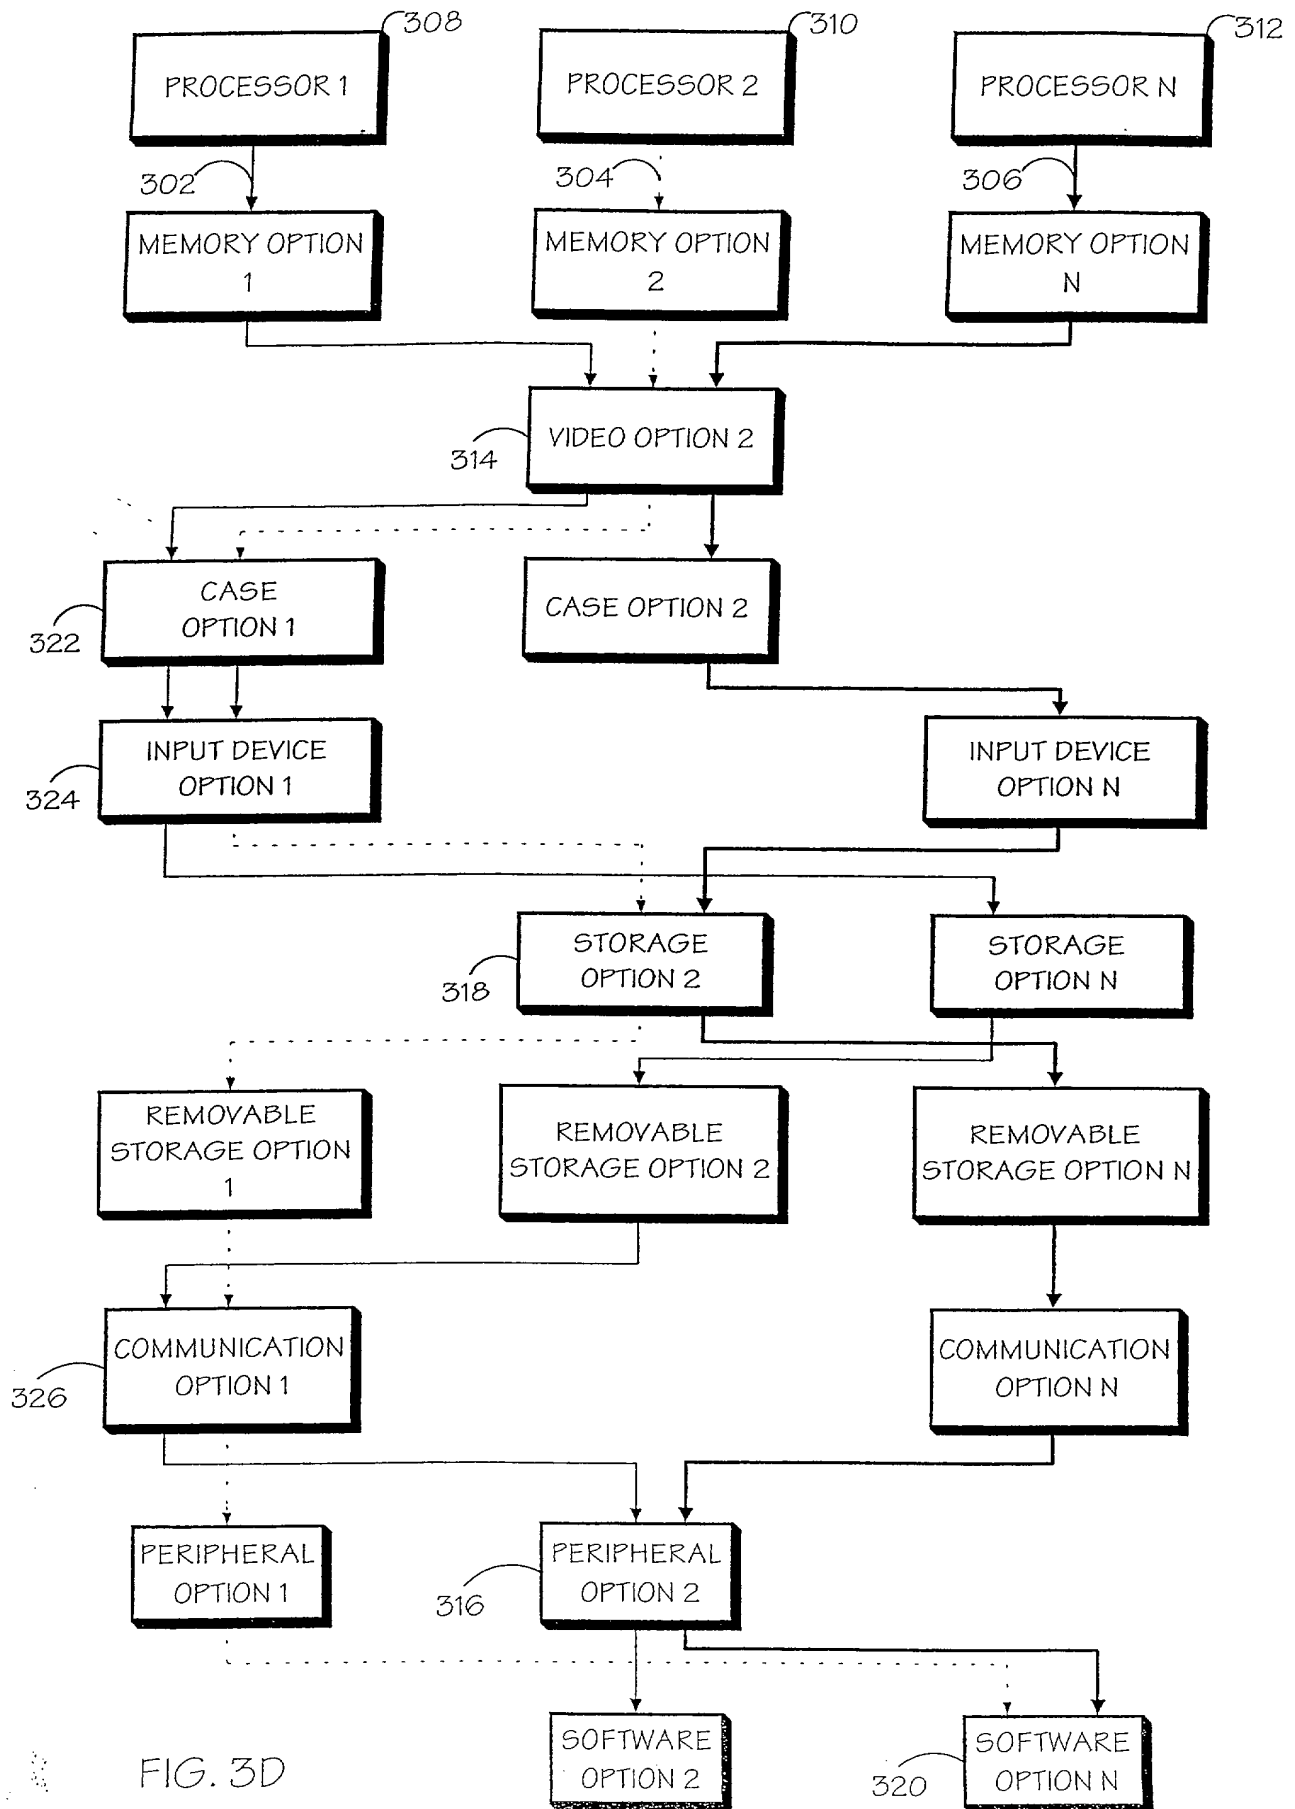 308
310
312
PROCESSOR 1
PROCESSOR 2
PROCESSOR N
302
304
306
MEMORY OPTION
1
MEMORY OPTION
2
MEMORY OPTION
N
314
VIDEO OPTION 2
322
CASE
OPTION 1
CASE OPTION 2
324
INPUT DEVICE
OPTION 1
INPUT DEVICE
OPTION N
318
STORAGE
OPTION 2
STORAGE
OPTION N
REMOVABLE
STORAGE OPTION
1
REMOVABLE
STORAGE OPTION 2
REMOVABLE
STORAGE OPTION N
326
COMMUNICATION
OPTION 1
COMMUNICATION
OPTION N
PERIPHERAL
OPTION 1
316
PERIPHERAL
OPTION 2
SOFTWARE
OPTION 2
320
SOFTWARE
OPTION N
FIG. 3D